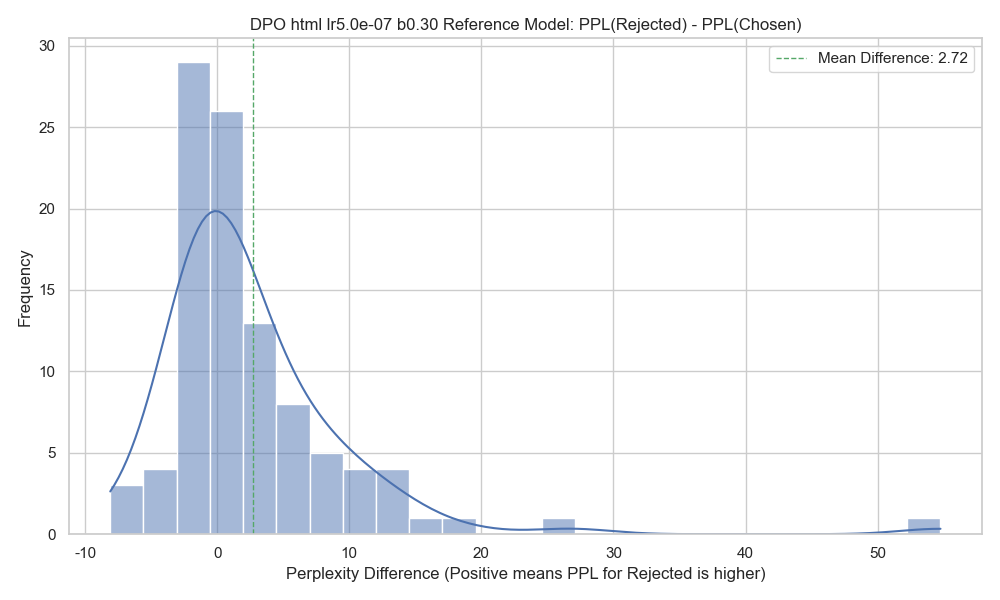 DPO html lr5.0e-07 b0.30 Reference Model: PPL(Rejected) - PPL(Chosen)
Mean Difference: 2.72
30
25
20
15
10
5
0
Frequency
-10 0 10 20 30 40 50
Perplexity Difference (Positive means PPL for Rejected is higher)